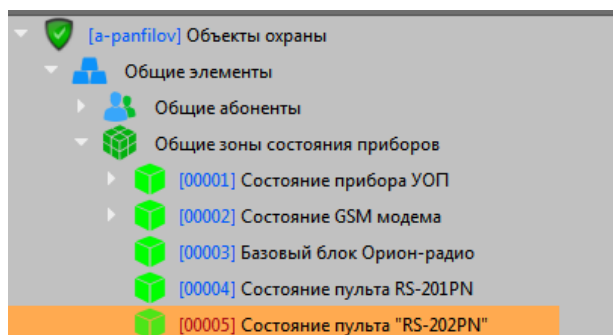 [a-panfilov] Объекты охраны
Общие элементы
Общие абоненты
Общие зоны состояния приборов
[00001] Состояние прибора УОП
[00002] Состояние GSM модема
[00003] Базовый блок Орион-радио
[00004] Состояние пульта RS-201PN
[00005] Состояние пульта "RS-202PN"